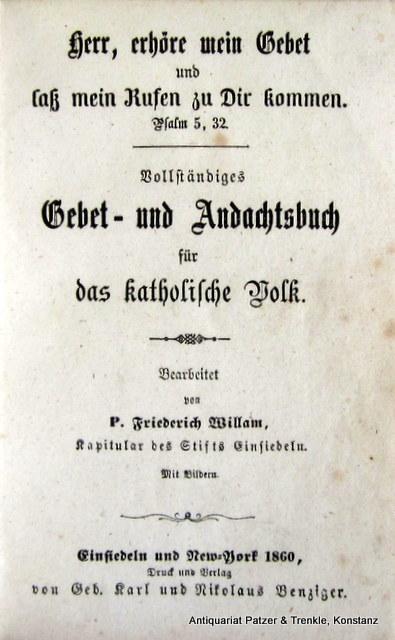 Herr, erhöre mein Gebet
und
laß mein Rufen zu Dir kommen.
Psalm 5, 32.
Vollständiges
Gebet- und Andachtsbuch
für
das katholische Volk.
Bearbeitet
von
P. Friederich Willam,
Kapitular des Stifts Einsiedeln.
Mit Bildern.
Einsiedeln und New-York 1860,
Druck und Verlag
von Geb. Karl und Nikolaus Benziger.
Antiquariat Patzer & Trenkle, Konstanz